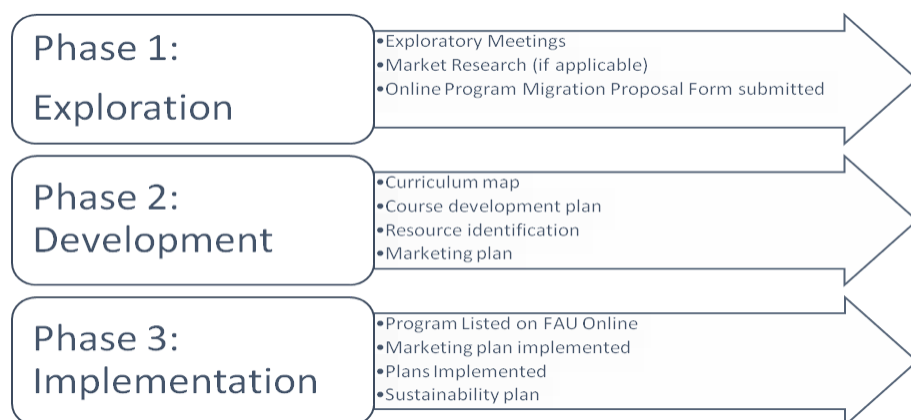 Phase 1:
Exploration
•Exploratory Meetings
•Market Research (if applicable)
•Online Program Migration Proposal Form submitted
Phase 2:
Development
•Curriculum map
•Course development plan
•Resource identification
•Marketing plan
Phase 3:
Implementation
•Program Listed on FAU Online
•Marketing plan implemented
•Plans Implemented
•Sustainability plan